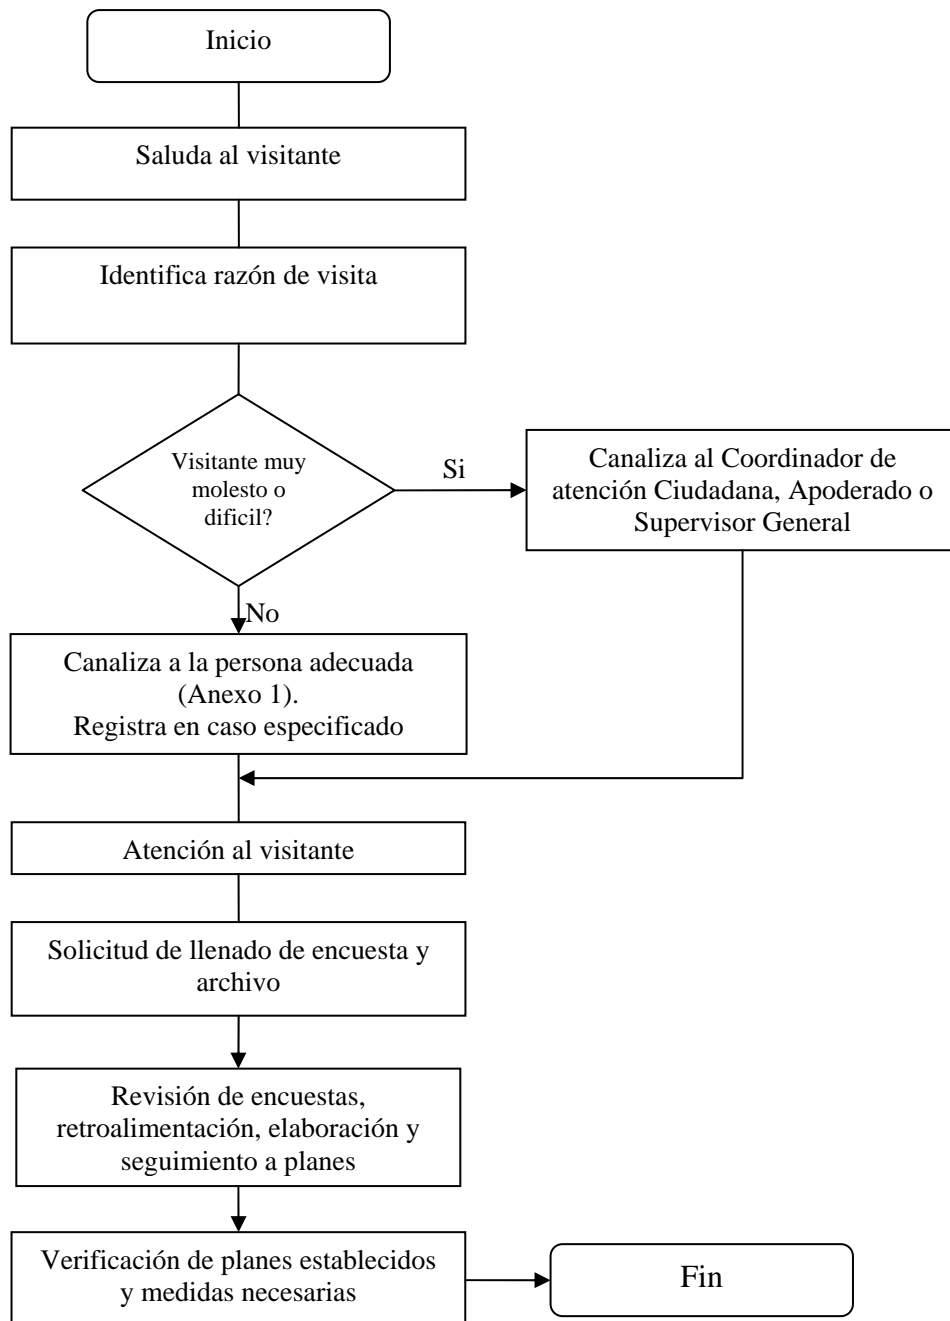 Inicio
Saluda al visitante
Identifica razón de visita
Visitante muy
molesto o
dificil?
Si
Canaliza al Coordinador de
atención Ciudadana, Apoderado o
Supervisor General
No
Canaliza a la persona adecuada
(Anexo 1).
Registra en caso especificado
Atención al visitante
Solicitud de llenado de encuesta y
archivo
Revisión de encuestas,
retroalimentación, elaboración y
seguimiento a planes
Verificación de planes establecidos
y medidas necesarias
Fin